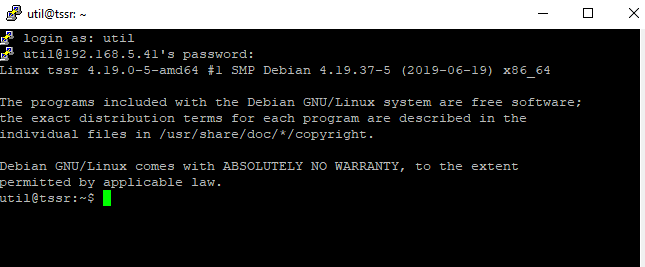 util@tssr: ~
login as: util
util@192.168.5.41's password:
Linux tssr 4.19.0-5-amd64 #1 SMP Debian 4.19.37-5 (2019-06-19) x86_64
The programs included with the Debian GNU/Linux system are free software;
the exact distribution terms for each program are described in the
individual files in /usr/share/doc/*/copyright.
Debian GNU/Linux comes with ABSOLUTELY NO WARRANTY, to the extent
permitted by applicable law.
util@tssr:~$